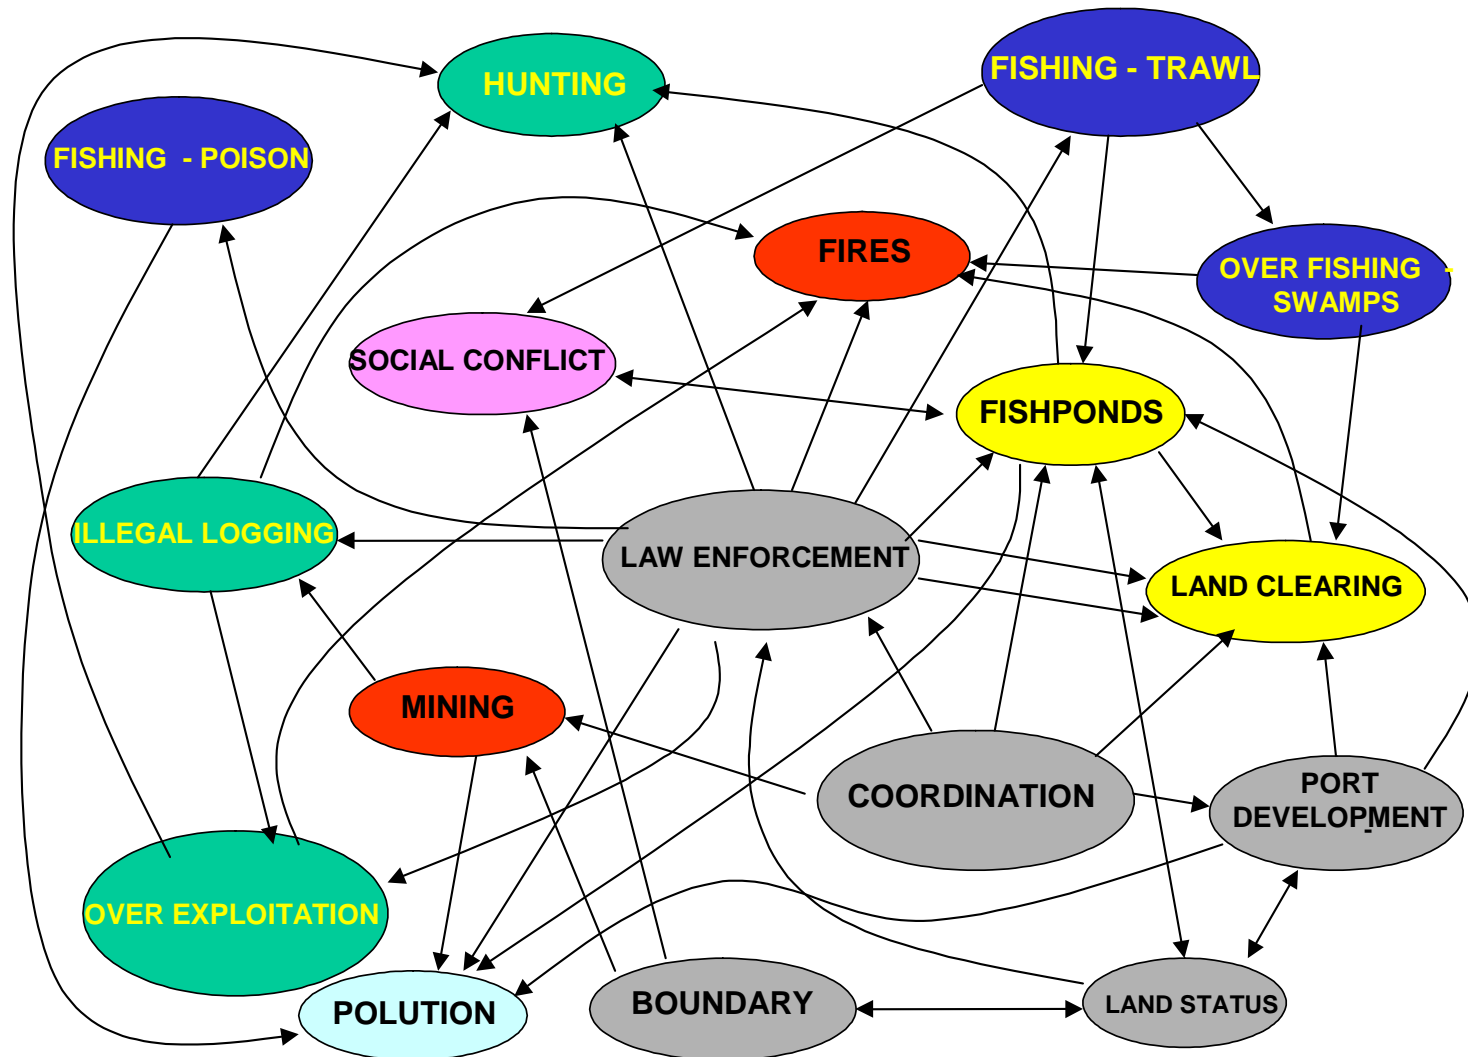 HUNTING
FISHING - TRAWL
FISHING - POISON
FIRES
OVER FISHING -
SWAMPS
SOCIAL CONFLICT
FISHPONDS
ILLEGAL LOGGING
LAW ENFORCEMENT
LAND CLEARING
MINING
COORDINATION
PORT
DEVELOPMENT
-
OVER EXPLOITATION
POLUTION
BOUNDARY
LAND STATUS